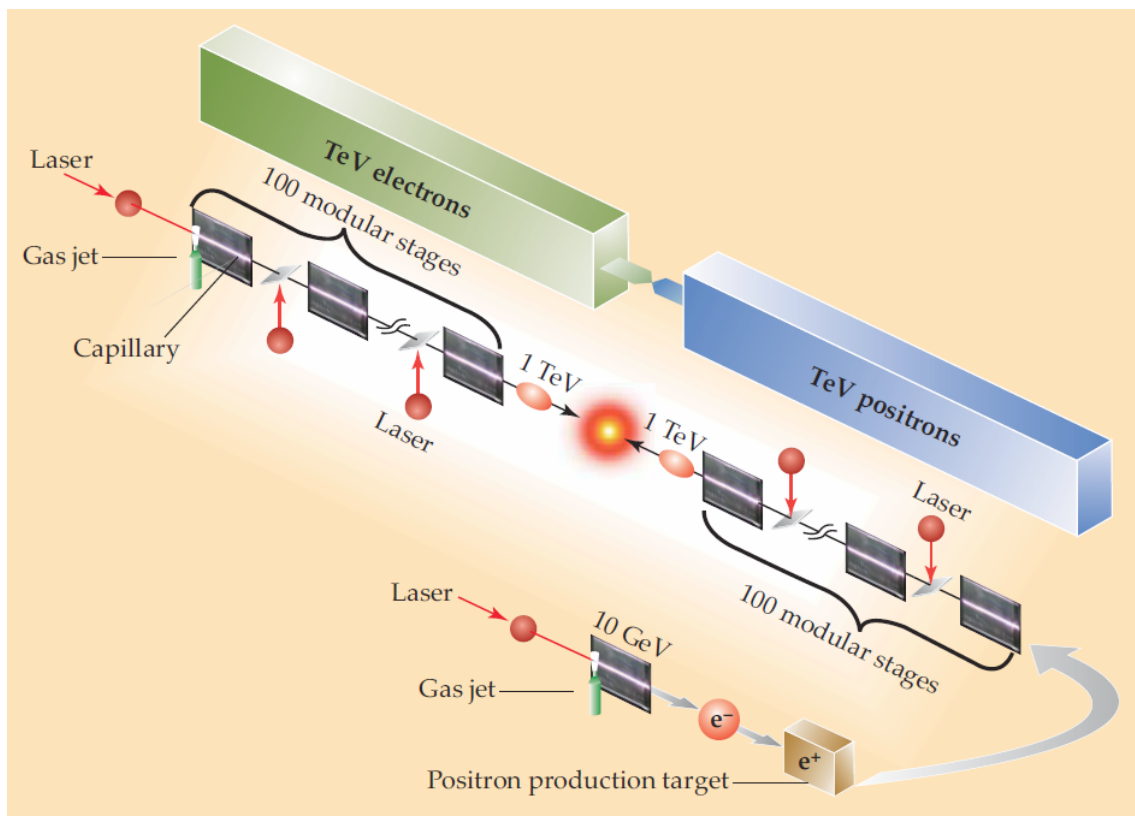 TeV electrons
Laser
100 modular stages
Gas jet
Capillary
1 TeV
Laser
TeV positrons
1 TeV
Laser
100 modular stages
Laser
10 GeV
Gas jet
e⁻
e⁺
Positron production target